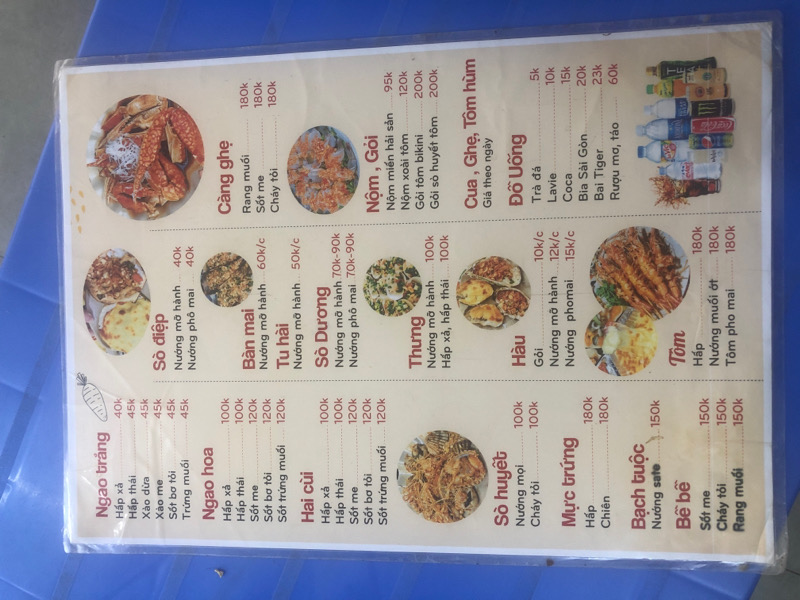 Ngao trắng
Hấp xả 40k
Hấp thái 45k
Xào dừa 45k
Xào me 45k
Sốt bơ tỏi 45k
Trứng muối 45k
Ngao hoa
Hấp xả 100k
Hấp thái 100k
Sốt me 120k
Sốt bơ tỏi 120k
Sốt trứng muối 120k
Hai cùi
Hấp xả 100k
Hấp thái 100k
Sốt me 120k
Sốt bơ tỏi 120k
Sốt trứng muối 120k
Sò huyết
Nướng mọi 100k
Cháy tỏi 100k
Mực trứng
Hấp 180k
Chiên 180k
Bạch tuộc
Nướng sate 150k
Bề bề
Sốt me 150k
Cháy tỏi 150k
Rang muối 150k
Sò điệp
Nướng mỡ hành 40k
Nướng phô mai 40k
Bàn mai
Nướng mỡ hành 60k/c
Tu hài
Nướng mỡ hành 50k/c
Sò Dương
Nướng mỡ hành 70k-90k
Nướng phô mai 70k-90k
Thưng
Nướng mỡ hành 100k
Hấp xả, hấp thái 100k
Hàu
Gỏi 10k/c
Nướng mỡ hành 12k/c
Nướng phomai 15k/c
Tôm
Hấp 180k
Nướng muối ớt 180k
Tôm pho mai 180k
Càng ghẹ
Rang muối 180k
Sốt me 180k
Cháy tỏi 180k
Nộm , Gỏi
Nộm miến hải sản 95k
Nộm xoài tôm 120k
Gỏi tôm bikini 200k
Gỏi sò huyết tôm 200k
Cua , Ghẹ, Tôm hùm
Giá theo ngày
Đồ Uống
Trà đá 5k
Lavie 10k
Coca 15k
Bia Sài Gòn 20k
Bai Tiger 23k
Rượu mơ, táo 60k